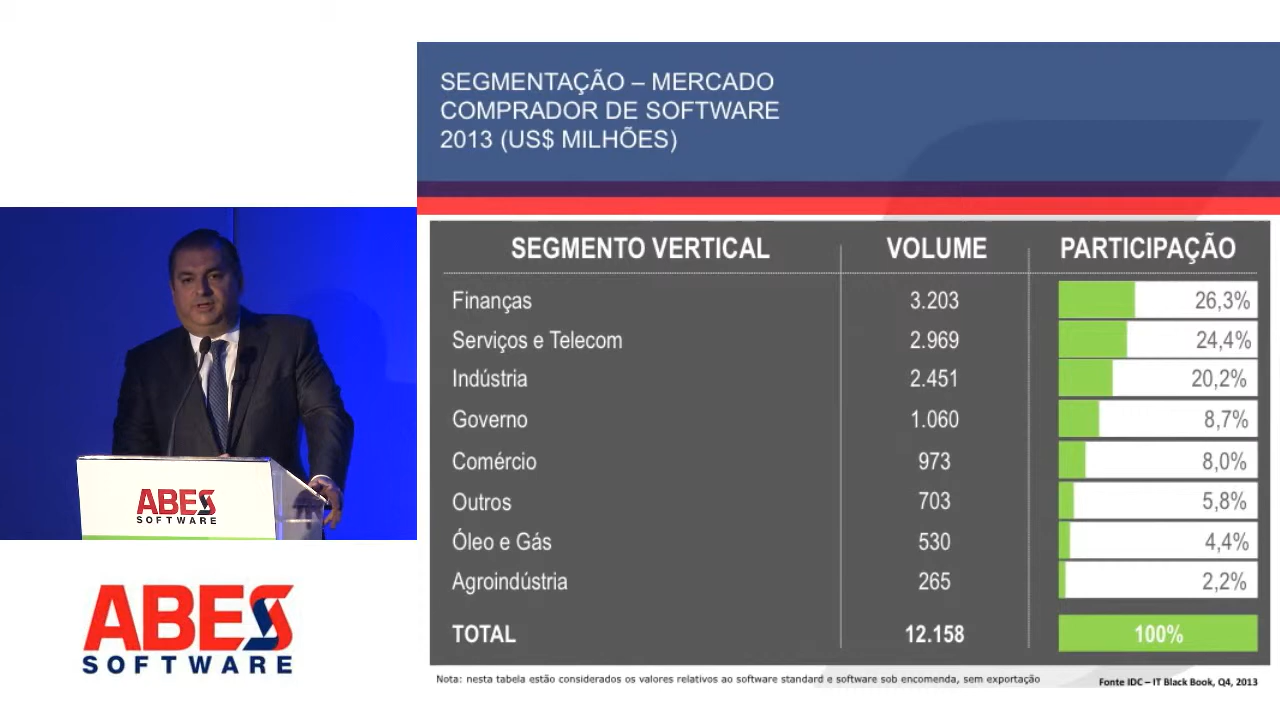 SEGMENTAÇÃO – MERCADO
COMPRADOR DE SOFTWARE
2013 (US$ MILHÕES)
SEGMENTO VERTICAL VOLUME PARTICIPAÇÃO
Finanças 3.203 26,3%
Serviços e Telecom 2.969 24,4%
Indústria 2.451 20,2%
Governo 1.060 8,7%
Comércio 973 8,0%
Outros 703 5,8%
Óleo e Gás 530 4,4%
Agroindústria 265 2,2%
TOTAL 12.158 100%
Nota: nesta tabela estão considerados os valores relativos ao software standard e software sob encomenda, sem exportação
Fonte IDC – IT Black Book, Q4, 2013
ABES
SOFTWARE
ABES
SOFTWARE